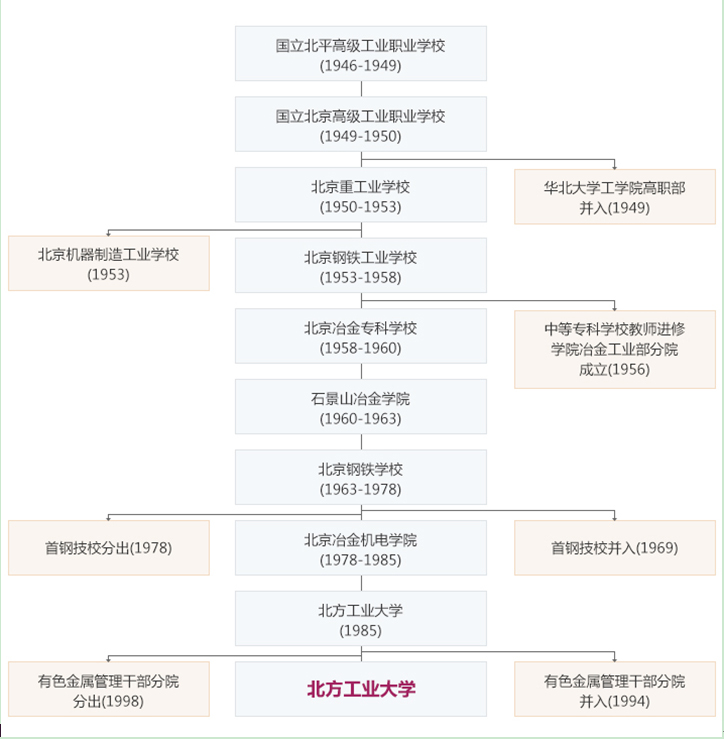 国立北平高级工业职业学校
(1946-1949)
国立北京高级工业职业学校
(1949-1950)
北京重工业学校
(1950-1953)
华北大学工学院高职部
并入(1949)
北京机器制造工业学校
(1953)
北京钢铁工业学校
(1953-1958)
北京冶金专科学校
(1958-1960)
中等专科学校教师进修
学院冶金工业部分院
成立(1956)
石景山冶金学院
(1960-1963)
北京钢铁学校
(1963-1978)
首钢技校分出(1978)
北京冶金机电学院
(1978-1985)
首钢技校并入(1969)
北方工业大学
(1985)
有色金属管理干部分院
分出(1998)
北方工业大学
有色金属管理干部分院
并入(1994)